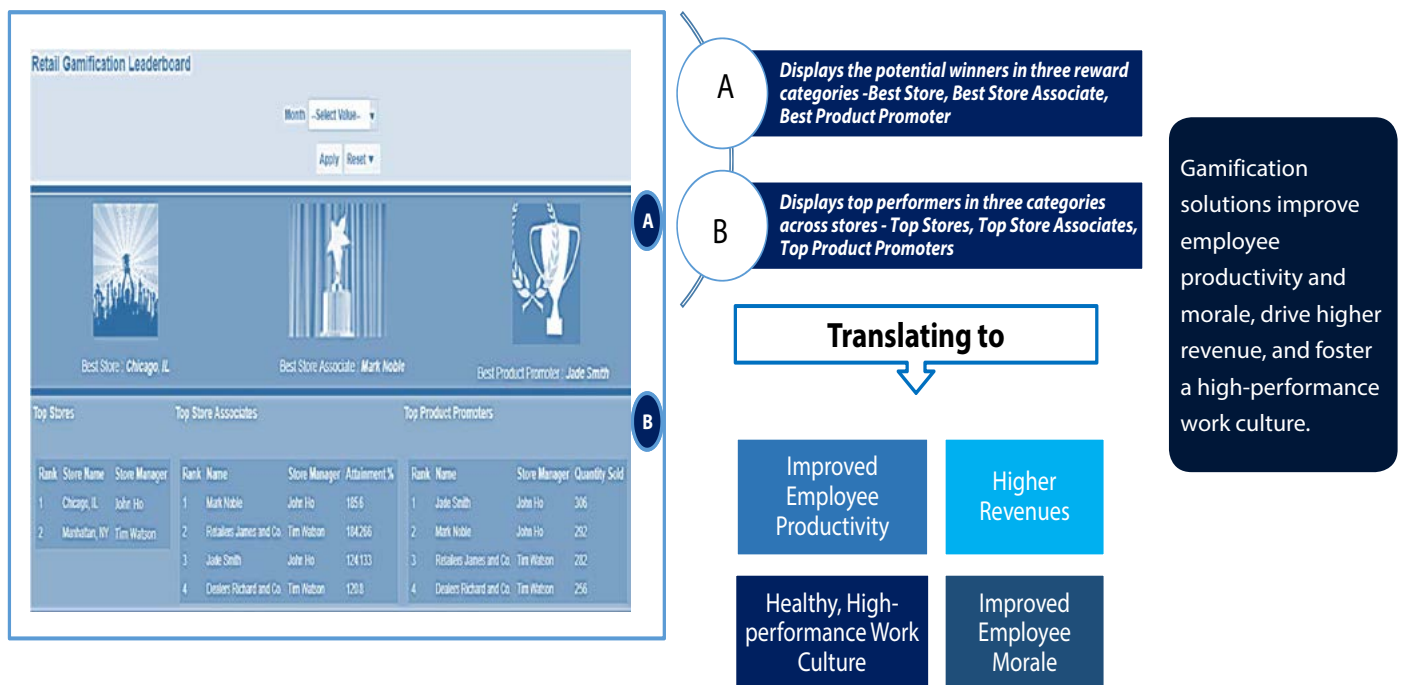 Retail Gamification Leaderboard
Month --Select Value--
Apply Reset
Best Store : Chicago, IL
Best Store Associate : Mark Noble
Best Product Promoter : Jade Smith
A
B
Top Stores
Rank Store Name Store Manager
1 Chicago, IL John Ho
2 Manhattan, NY Tim Watson
Top Store Associates
Rank Name Store Manager Attainment %
1 Mark Noble John Ho 185.6
2 Retailers James and Co. Tim Watson 184.266
3 Jade Smith John Ho 124.133
4 Dealers Richard and Co. Tim Watson 120.8
Top Product Promoters
Rank Name Store Manager Quantity Sold
1 Jade Smith John Ho 306
2 Mark Noble John Ho 292
3 Retailers James and Co. Tim Watson 282
4 Dealers Richard and Co. Tim Watson 256
A
Displays the potential winners in three reward
categories -Best Store, Best Store Associate,
Best Product Promoter
B
Displays top performers in three categories
across stores - Top Stores, Top Store Associates,
Top Product Promoters
Translating to
Improved
Employee
Productivity
Higher
Revenues
Healthy, High-
performance Work
Culture
Improved
Employee
Morale
Gamification
solutions improve
employee
productivity and
morale, drive higher
revenue, and foster
a high-performance
work culture.